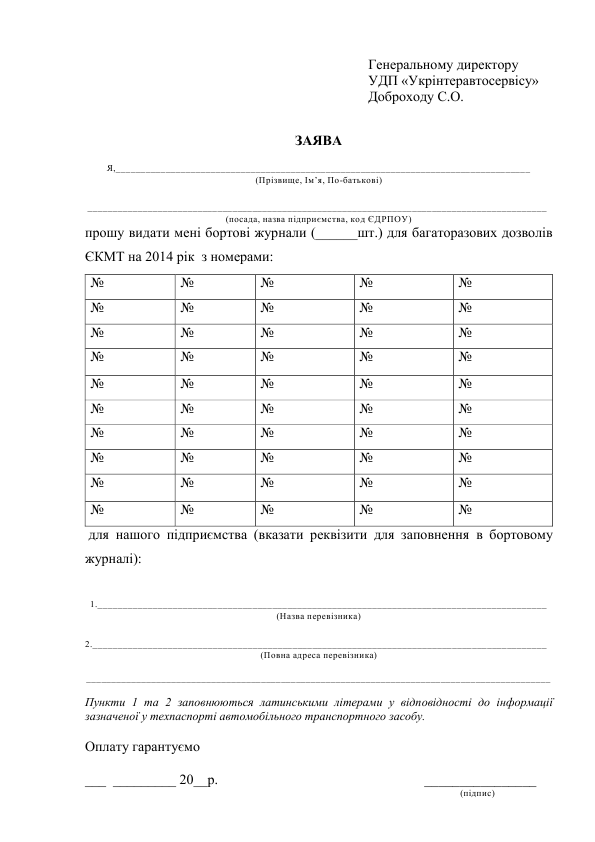 Генеральному директору
УДП «Укрінтеравтосервісу»
Доброходу С.О.
ЗАЯВА
Я,______________________________________________
(Прізвище, Ім’я, По-батькові)
______________________________________________
(посада, назва підприємства, код ЄДРПОУ)
прошу видати мені бортові журнали (______шт.) для багаторазових дозволів
ЄКМТ на 2014 рік з номерами:
№ № № № №
№ № № № №
№ № № № №
№ № № № №
№ № № № №
№ № № № №
№ № № № №
№ № № № №
№ № № № №
№ № № № №
для нашого підприємства (вказати реквізити для заповнення в бортовому
журналі):
1.______________________________________________
(Назва перевізника)
2.______________________________________________
(Повна адреса перевізника)
______________________________________________
Пункти 1 та 2 заповнюються латинськими літерами у відповідності до інформації
зазначеної у техпаспорті автомобільного транспортного засобу.
Оплату гарантуємо
___ _________ 20__р. ________________
(підпис)